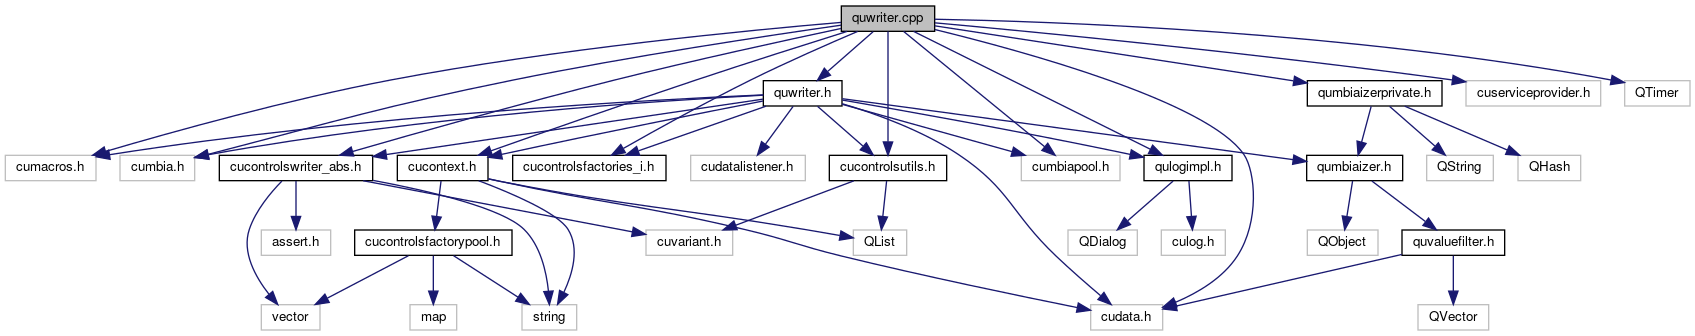 quwriter.cpp
quwriter.h
qumbiaizerprivate.h
cuserviceprovider.h
QTimer
cumacros.h
cumbia.h
cucontrolswriter_abs.h
cucontext.h
cucontrolsfactories_i.h
cudatalistener.h
cucontrolsutils.h
cumbiapool.h
qulogimpl.h
qumbiaizer.h
QString
QHash
assert.h
cucontrolsfactorypool.h
cuvariant.h
QList
QDialog
culog.h
QObject
quvaluefilter.h
vector
map
string
cudata.h
QVector